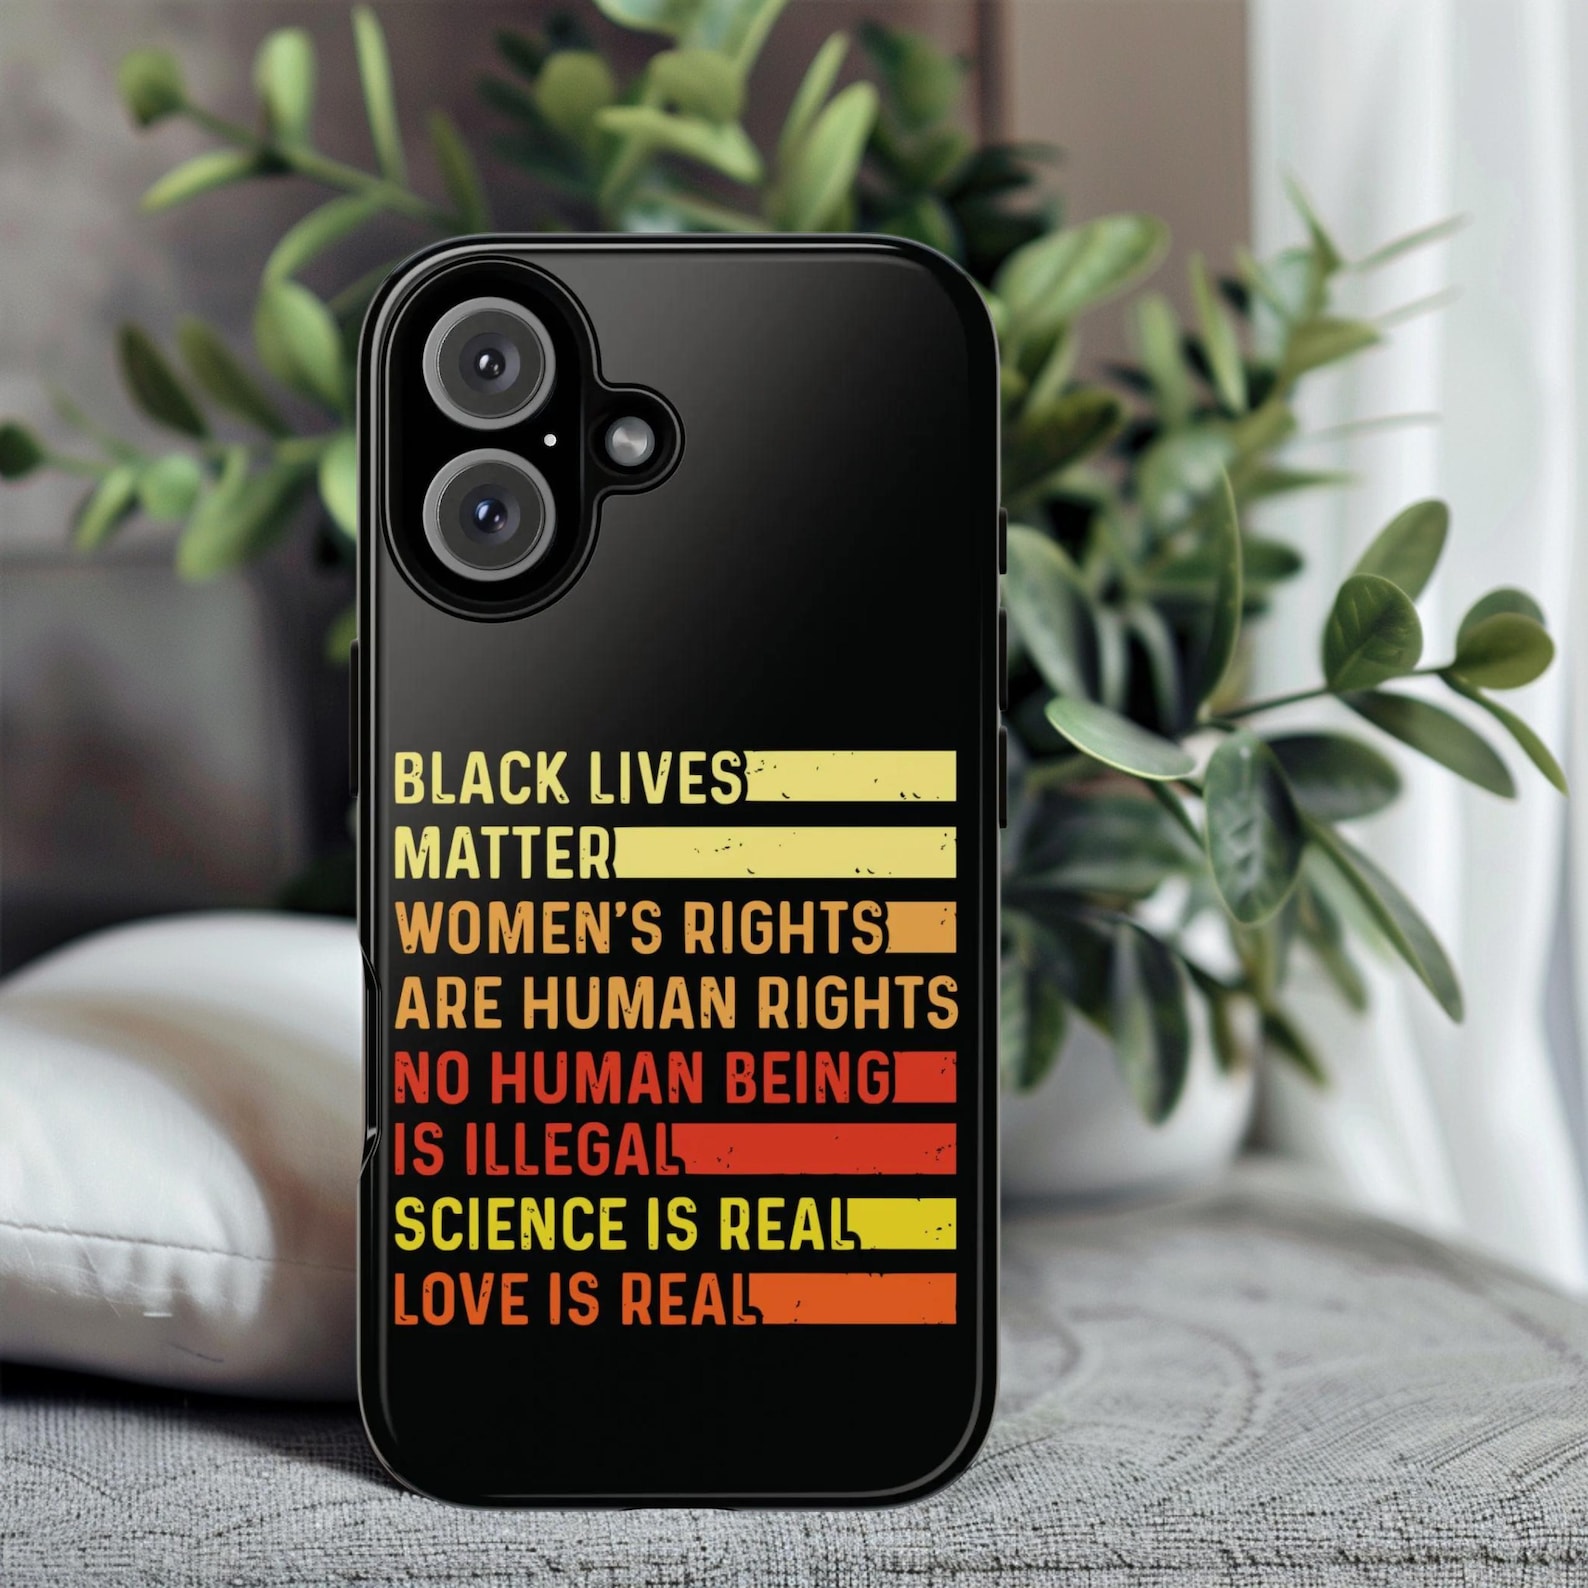 BLACK LIVES
MATTER
WOMEN'S RIGHTS
ARE HUMAN RIGHTS
NO HUMAN BEING
IS ILLEGAL
SCIENCE IS REAL
LOVE IS REAL